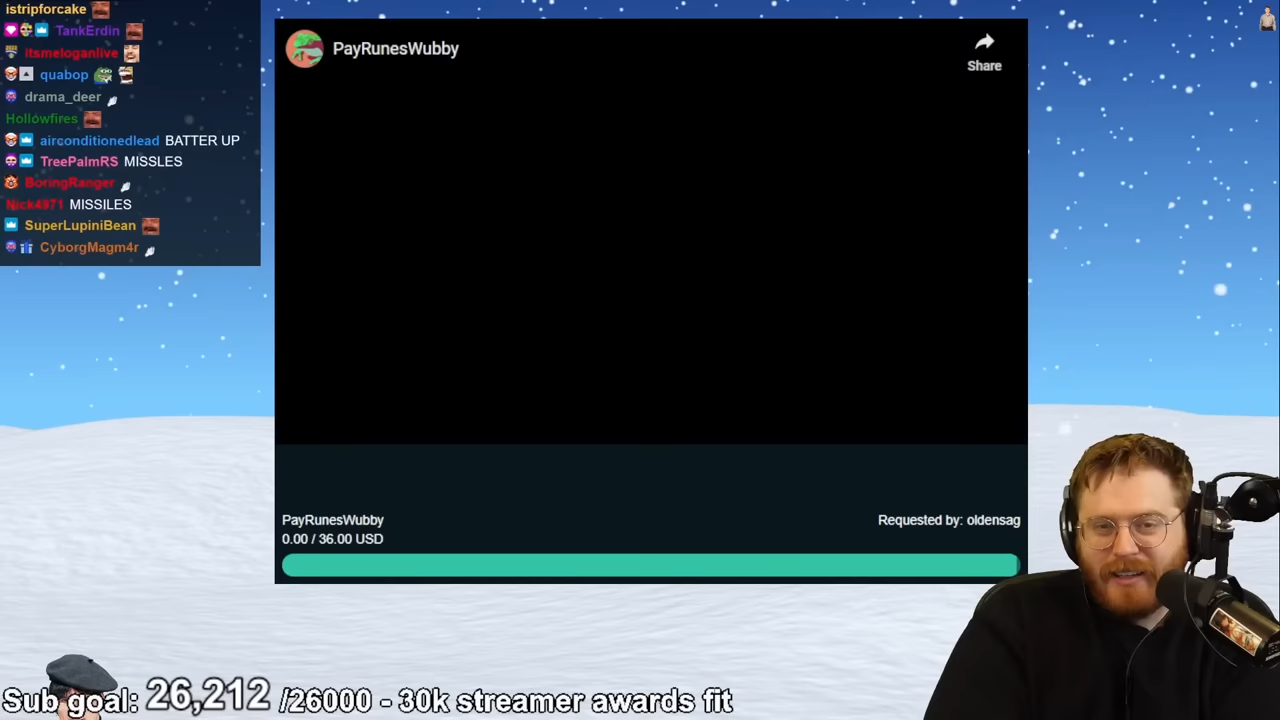 istripforcake
TankErdin
itsmeloganlive
quabop
drama_deer
Hollowfires
airconditionedlead BATTER UP
TreePalmRS MISSLES
BoringRanger
Nick4971 MISSILES
SuperLupiniBean
CyborgMagm4r
PayRunesWubby
Share
PayRunesWubby
Requested by: oldensag
0.00 / 36.00 USD
Sub goal: 26,212 /26000 - 30k streamer awards fit